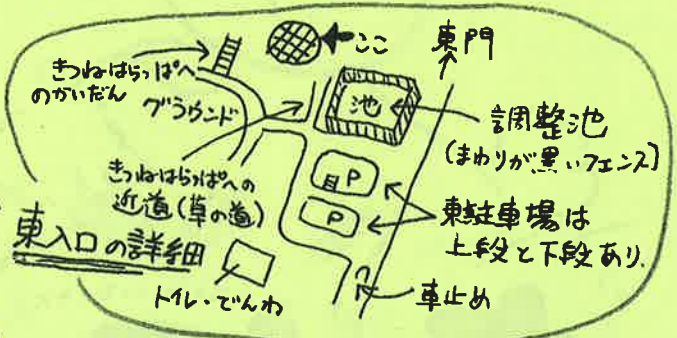 ここ
東門
きつねはらっぱへ
のかいだん
グラウンド
池
調整池
(まわりが黒いフェンス)
きつねはらっぱへの
近道(草の道)
P
P
東駐車場は
上段と下段あり.
東入口の詳細
トイレ・でんわ
車止め